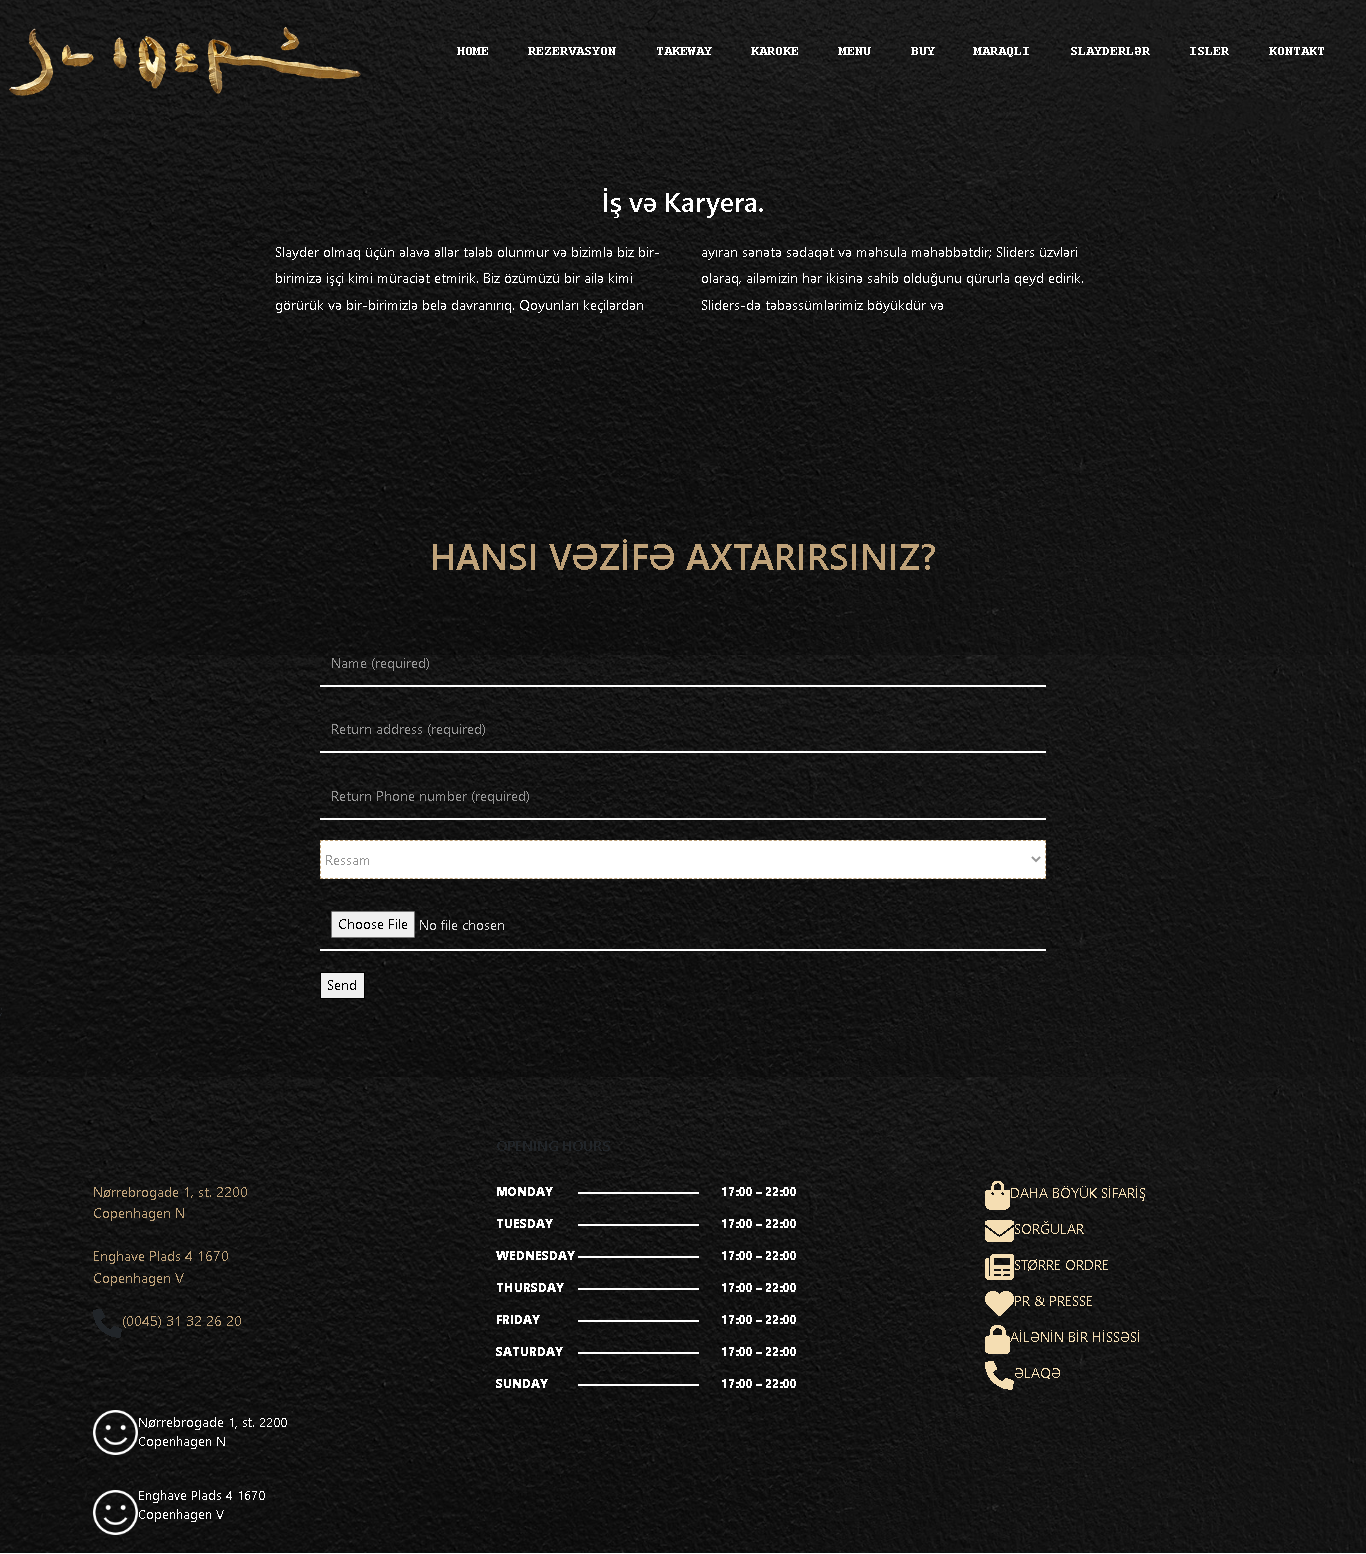 SLIDERS
HOME REZERVASYON TAKEWAY KAROKE MENU BUY MARAQLI SLAYDERLƏR ISLER KONTAKT
İş və Karyera.
Slayder olmaq üçün əlavə əllər tələb olunmur və bizimlə biz bir-
birimizə işçi kimi müraciət etmirik. Biz özümüzü bir ailə kimi
görürük və bir-birimizlə belə davranırıq. Qoyunları keçilərdən
ayıran sənətə sədaqət və məhsula məhəbbətdir; Sliders üzvləri
olaraq, ailəmizin hər ikisinə sahib olduğunu qürurla qeyd edirik.
Sliders-də təbəssümlərimiz böyükdür və
HANSI VƏZİFƏ AXTARIRSINIZ?
Name (required)
Return address (required)
Return Phone number (required)
Ressam
Choose File No file chosen
Send
Nørrebrogade 1, st. 2200
Copenhagen N
Enghave Plads 4 1670
Copenhagen V
(0045) 31 32 26 20
Nørrebrogade 1, st. 2200
Copenhagen N
Enghave Plads 4 1670
Copenhagen V
OPENING HOURS
MONDAY 17:00 – 22:00
TUESDAY 17:00 – 22:00
WEDNESDAY 17:00 – 22:00
THURSDAY 17:00 – 22:00
FRIDAY 17:00 – 22:00
SATURDAY 17:00 – 22:00
SUNDAY 17:00 – 22:00
DAHA BÖYÜK SİFARİŞ
SORĞULAR
STØRRE ORDRE
PR & PRESSE
AİLƏNİN BİR HİSSƏSİ
ƏLAQƏ